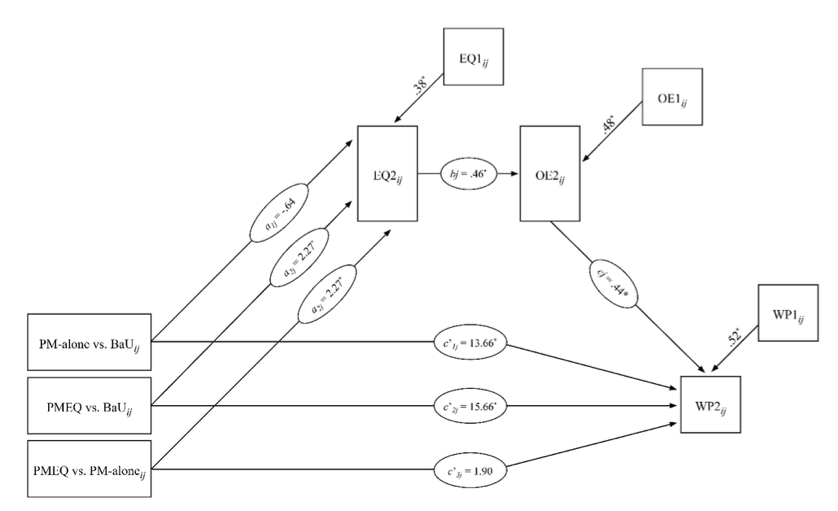 EQ1ij
.38*
OE1ij
.48*
EQ2ij
bj = .46*
OE2ij
a1j = -.64
a2j = 2.27*
a2j = 2.27*
cj = .44*
WP1ij
.52*
PM-alone vs. BaUij
c'1j = 13.66*
PMEQ vs. BaUij
c'2j = 15.66*
WP2ij
PMEQ vs. PM-aloneij
c'3j = 1.90